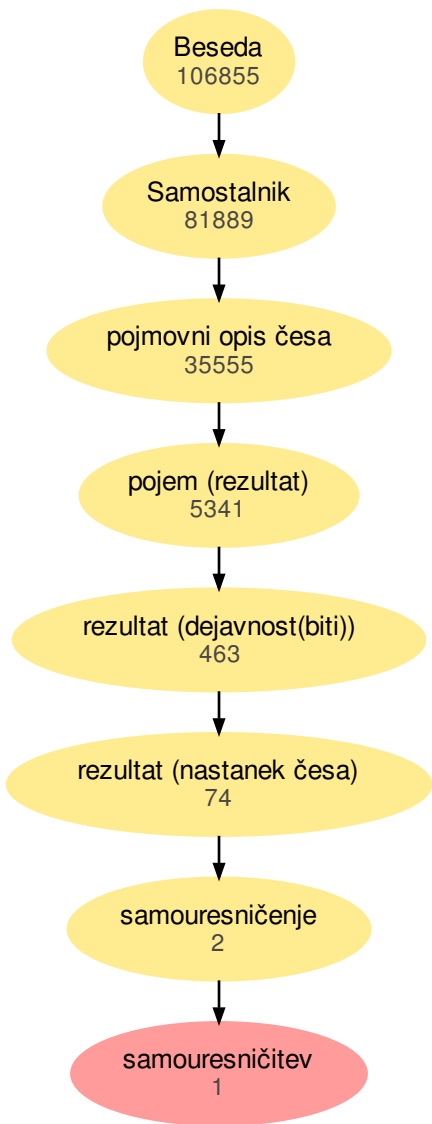 Beseda
106855
Samostalnik
81889
pojmovni opis česa
35555
pojem (rezultat)
5341
rezultat (dejavnost(biti))
463
rezultat (nastanek česa)
74
samouresničenje
2
samouresničitev
1